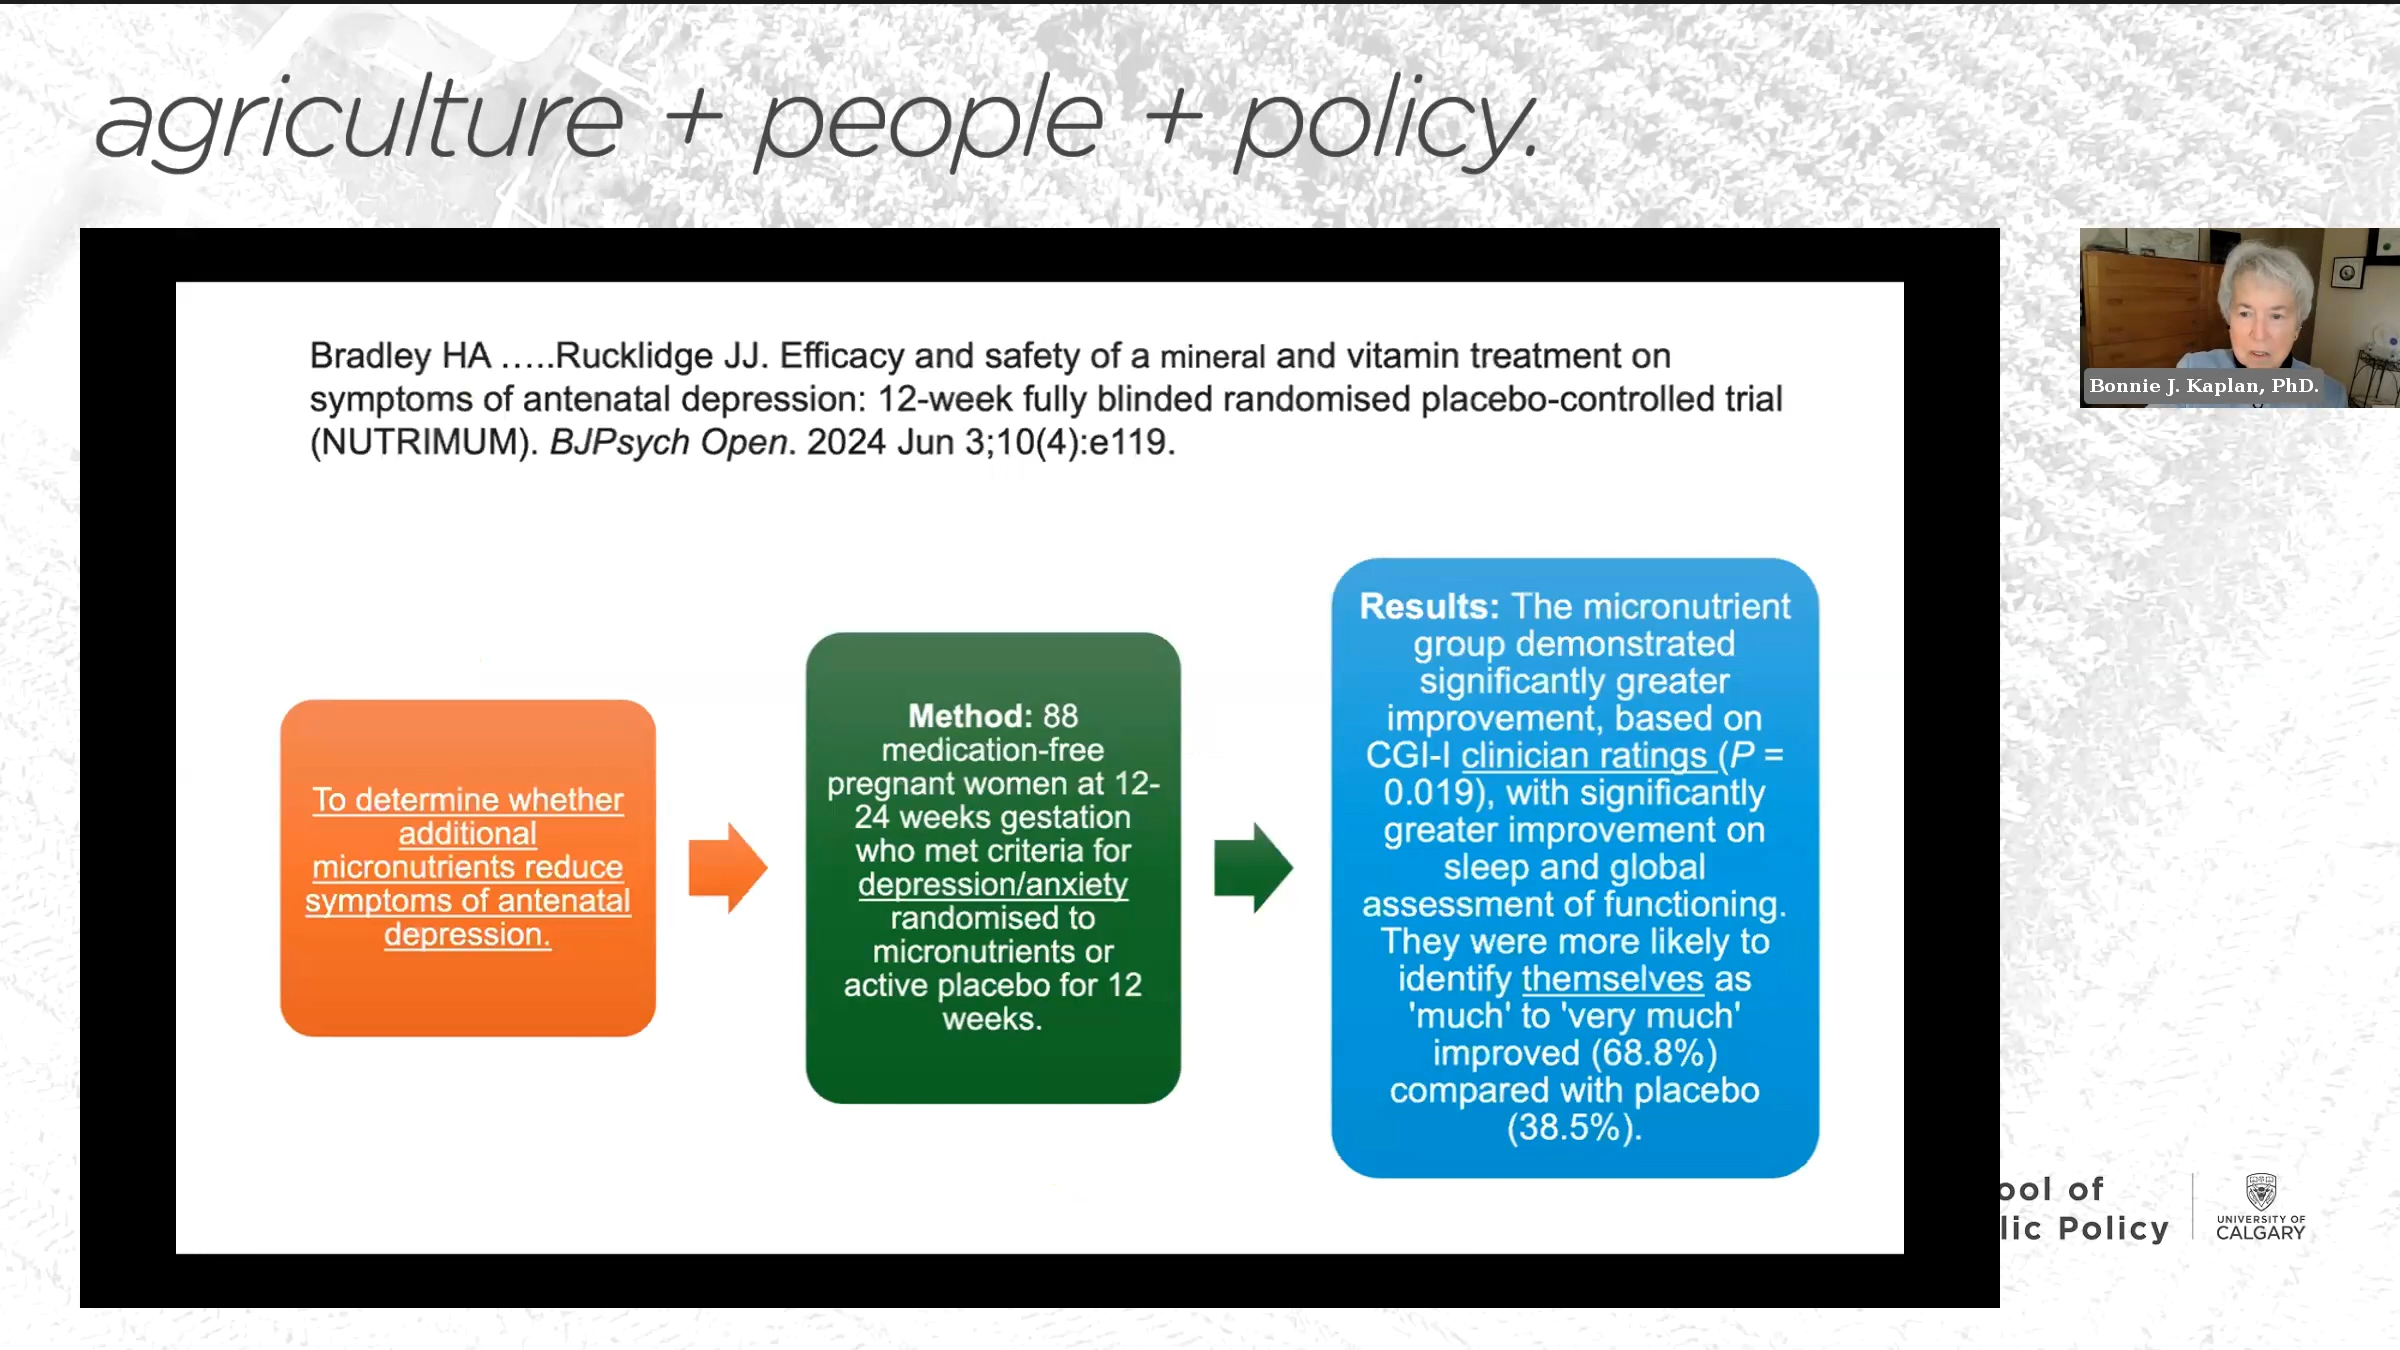 agriculture + people + policy.
Bradley HA …..Rucklidge JJ. Efficacy and safety of a mineral and vitamin treatment on
symptoms of antenatal depression: 12-week fully blinded randomised placebo-controlled trial
(NUTRIMUM). BJPsych Open. 2024 Jun 3;10(4):e119.
To determine whether
additional
micronutrients reduce
symptoms of antenatal
depression.
Method: 88
medication-free
pregnant women at 12-
24 weeks gestation
who met criteria for
depression/anxiety
randomised to
micronutrients or
active placebo for 12
weeks.
Results: The micronutrient
group demonstrated
significantly greater
improvement, based on
CGI-I clinician ratings (P =
0.019), with significantly
greater improvement on
sleep and global
assessment of functioning.
They were more likely to
identify themselves as
'much' to 'very much'
improved (68.8%)
compared with placebo
(38.5%).
Bonnie J. Kaplan, PhD.
ool of
lic Policy
UNIVERSITY OF
CALGARY